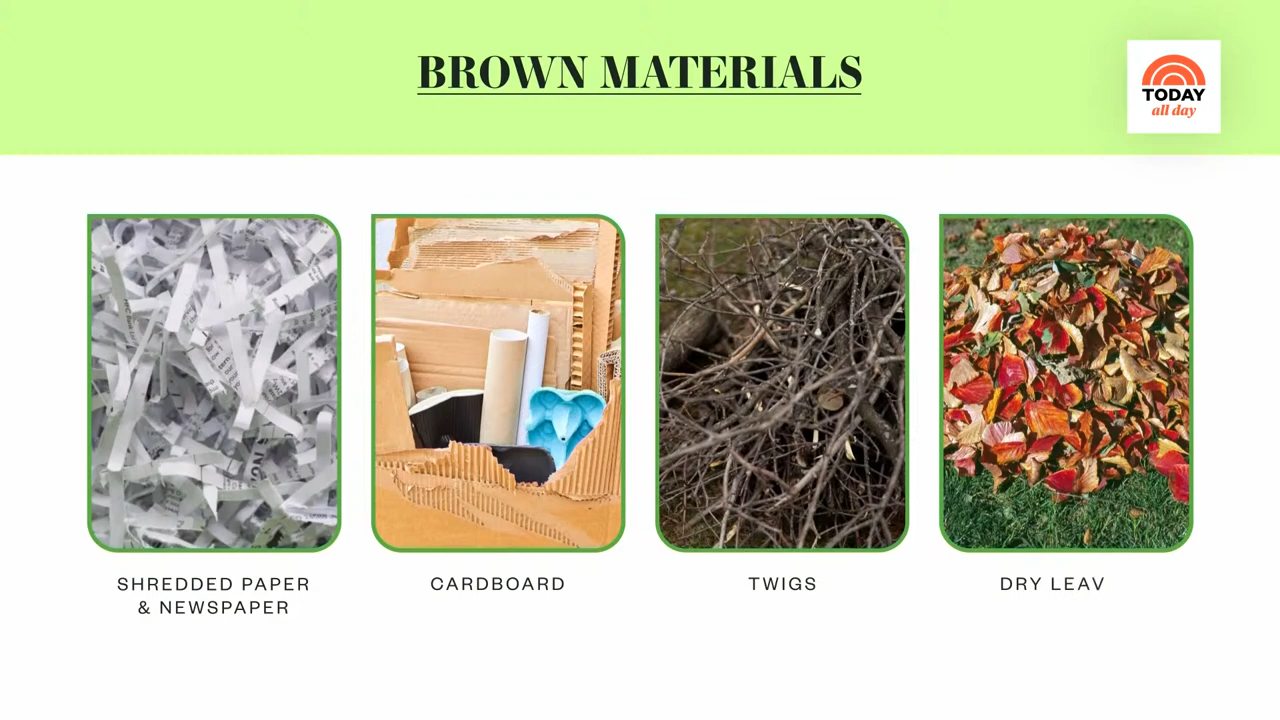 BROWN MATERIALS
TODAY
all day
SHREDDED PAPER
& NEWSPAPER
CARDBOARD
TWIGS
DRY LEAV